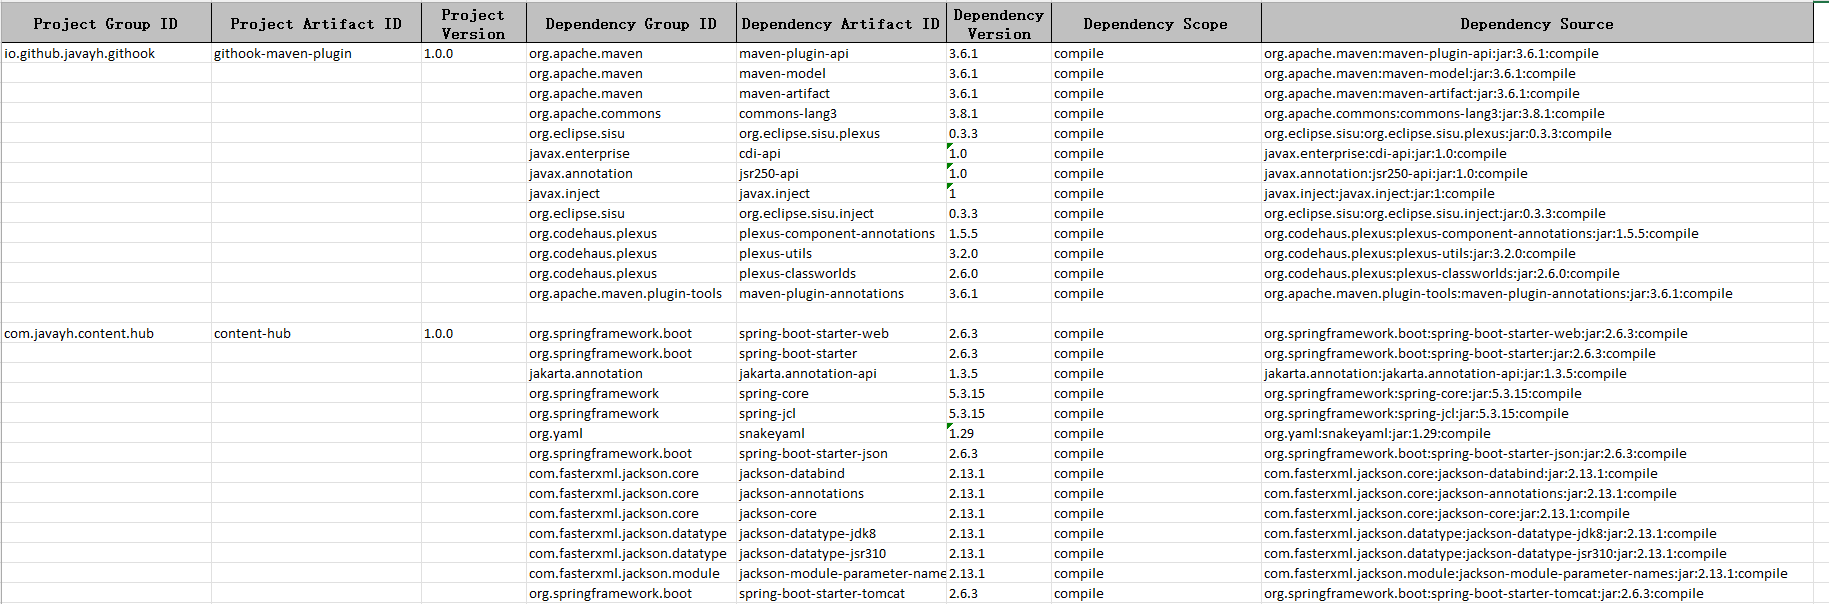 Project Group ID Project Artifact ID Project Version Dependency Group ID Dependency Artifact ID Dependency Version Dependency Scope Dependency Source
io.github.javayh.githook githook-maven-plugin 1.0.0 org.apache.maven maven-plugin-api 3.6.1 compile org.apache.maven:maven-plugin-api:jar:3.6.1:compile
org.apache.maven maven-model 3.6.1 compile org.apache.maven:maven-model:jar:3.6.1:compile
org.apache.maven maven-artifact 3.6.1 compile org.apache.maven:maven-artifact:jar:3.6.1:compile
org.apache.commons commons-lang3 3.8.1 compile org.apache.commons:commons-lang3:jar:3.8.1:compile
org.eclipse.sisu org.eclipse.sisu.plexus 0.3.3 compile org.eclipse.sisu:org.eclipse.sisu.plexus:jar:0.3.3:compile
javax.enterprise cdi-api 1.0 compile javax.enterprise:cdi-api:jar:1.0:compile
javax.annotation jsr250-api 1.0 compile javax.annotation:jsr250-api:jar:1.0:compile
javax.inject javax.inject 1 compile javax.inject:javax.inject:jar:1:compile
org.eclipse.sisu org.eclipse.sisu.inject 0.3.3 compile org.eclipse.sisu:org.eclipse.sisu.inject:jar:0.3.3:compile
org.codehaus.plexus plexus-component-annotations 1.5.5 compile org.codehaus.plexus:plexus-component-annotations:jar:1.5.5:compile
org.codehaus.plexus plexus-utils 3.2.0 compile org.codehaus.plexus:plexus-utils:jar:3.2.0:compile
org.codehaus.plexus plexus-classworlds 2.6.0 compile org.codehaus.plexus:plexus-classworlds:jar:2.6.0:compile
org.apache.maven.plugin-tools maven-plugin-annotations 3.6.1 compile org.apache.maven.plugin-tools:maven-plugin-annotations:jar:3.6.1:compile
com.javayh.content.hub content-hub 1.0.0 org.springframework.boot spring-boot-starter-web 2.6.3 compile org.springframework.boot:spring-boot-starter-web:jar:2.6.3:compile
org.springframework.boot spring-boot-starter 2.6.3 compile org.springframework.boot:spring-boot-starter:jar:2.6.3:compile
jakarta.annotation jakarta.annotation-api 1.3.5 compile jakarta.annotation:jakarta.annotation-api:jar:1.3.5:compile
org.springframework spring-core 5.3.15 compile org.springframework:spring-core:jar:5.3.15:compile
org.springframework spring-jcl 5.3.15 compile org.springframework:spring-jcl:jar:5.3.15:compile
org.yaml snakeyaml 1.29 compile org.yaml:snakeyaml:jar:1.29:compile
org.springframework.boot spring-boot-starter-json 2.6.3 compile org.springframework.boot:spring-boot-starter-json:jar:2.6.3:compile
com.fasterxml.jackson.core jackson-databind 2.13.1 compile com.fasterxml.jackson.core:jackson-databind:jar:2.13.1:compile
com.fasterxml.jackson.core jackson-annotations 2.13.1 compile com.fasterxml.jackson.core:jackson-annotations:jar:2.13.1:compile
com.fasterxml.jackson.core jackson-core 2.13.1 compile com.fasterxml.jackson.core:jackson-core:jar:2.13.1:compile
com.fasterxml.jackson.datatype jackson-datatype-jdk8 2.13.1 compile com.fasterxml.jackson.datatype:jackson-datatype-jdk8:jar:2.13.1:compile
com.fasterxml.jackson.datatype jackson-datatype-jsr310 2.13.1 compile com.fasterxml.jackson.datatype:jackson-datatype-jsr310:jar:2.13.1:compile
com.fasterxml.jackson.module jackson-module-parameter-name 2.13.1 compile com.fasterxml.jackson.module:jackson-module-parameter-names:jar:2.13.1:compile
org.springframework.boot spring-boot-starter-tomcat 2.6.3 compile org.springframework.boot:spring-boot-starter-tomcat:jar:2.6.3:compile